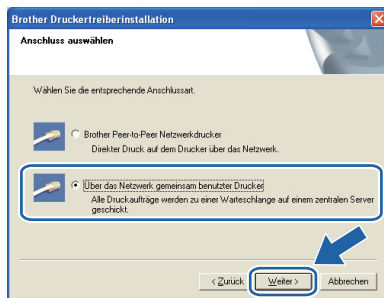 Brother Druckertreiberinstallation
Anschluss auswählen
Wählen Sie die entsprechende Anschlussart.
Brother Peer-to-Peer Netzwerkdrucker
Direkter Druck auf dem Drucker über das Netzwerk.
Über das Netzwerk gemeinsam benutzter Drucker
Alle Druckaufträge werden zu einer Warteschlange auf einem zentralen Server
geschickt.
< Zurück Weiter > Abbrechen